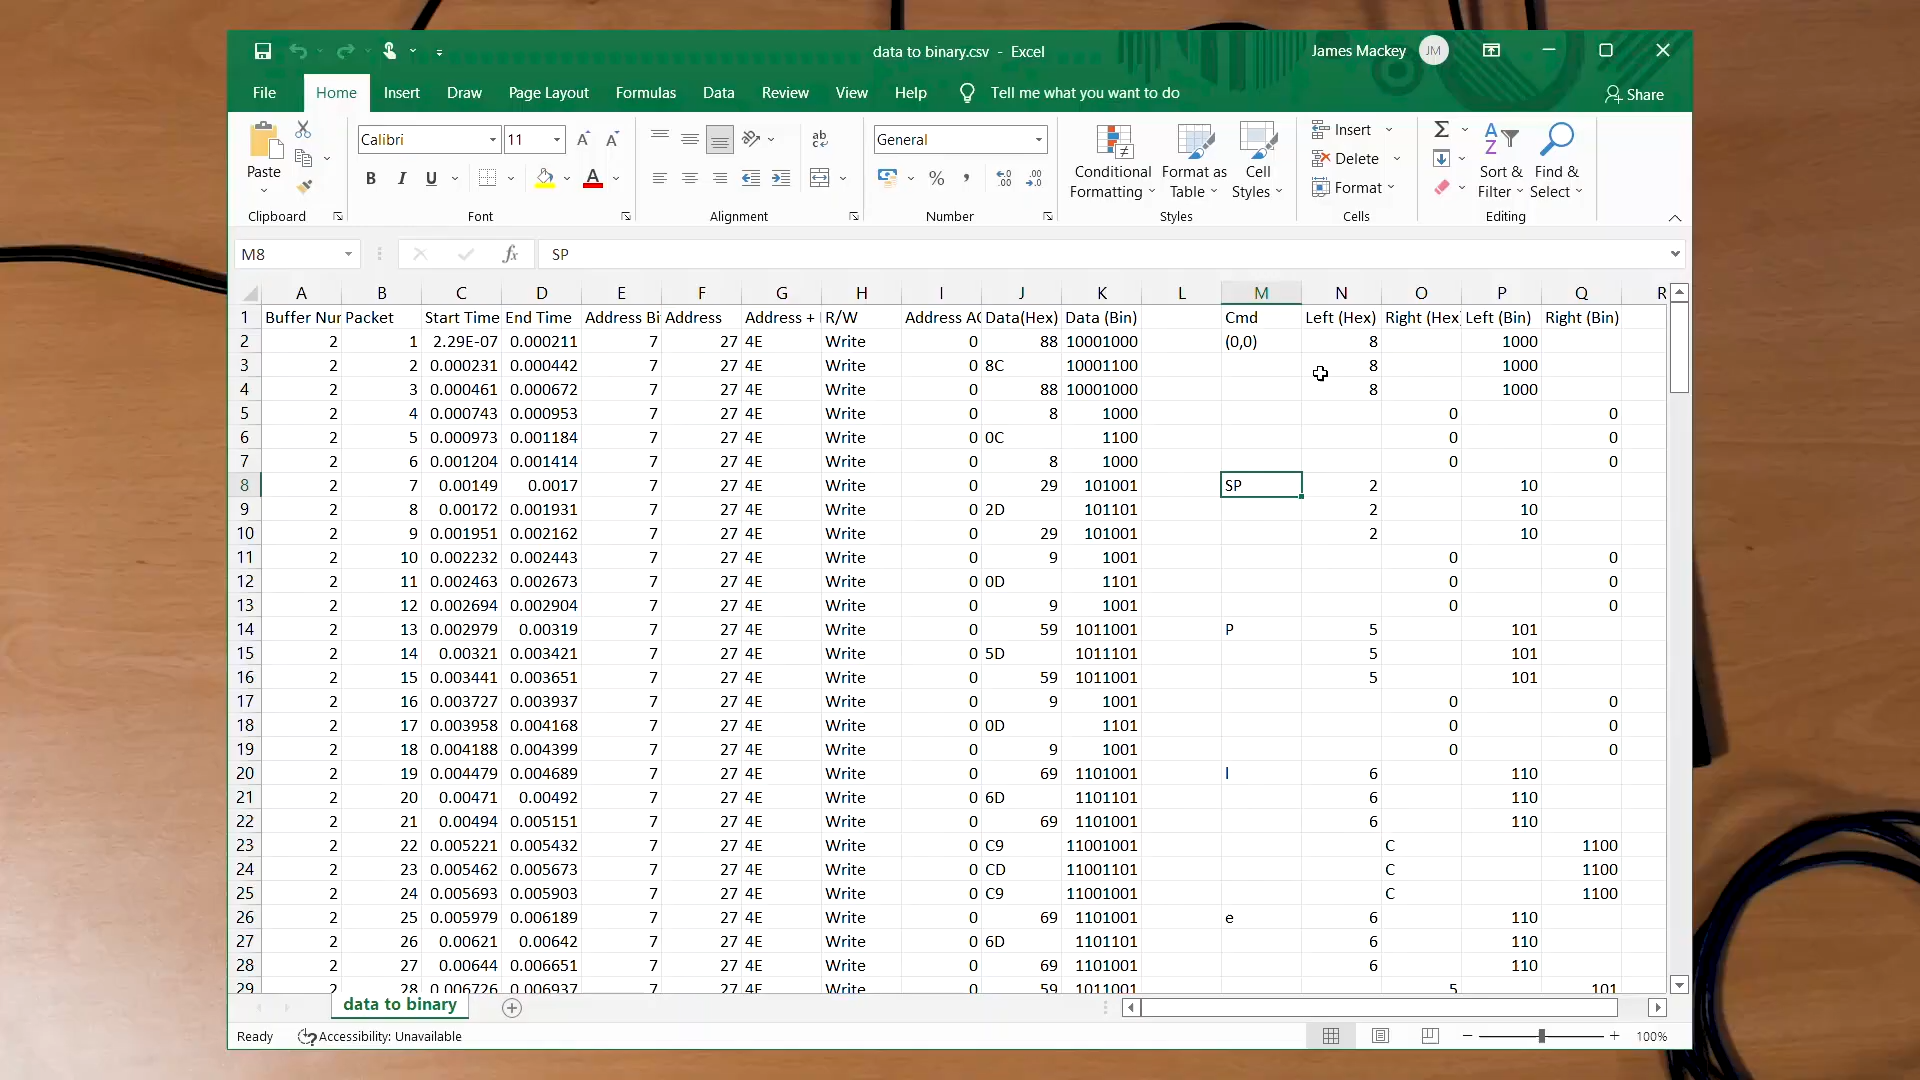 data to binary.csv - Excel
James Mackey JM
File Home Insert Draw Page Layout Formulas Data Review View Help Tell me what you want to do Share
Paste
Clipboard
Calibri 11
B I U A
Font
ab
Alignment
General
% ,
Number
Conditional Formatting
Format as Table
Cell Styles
Styles
Insert
Delete
Format
Cells
Sort & Filter
Find & Select
Editing
M8 fx SP
A B C D E F G H I J K L M N O P Q R
1 Buffer Nur Packet Start Time End Time Address Bi Address Address + R/W Address AC Data(Hex) Data (Bin) Cmd Left (Hex) Right (Hex Left (Bin) Right (Bin)
2 2 1 2.29E-07 0.000211 7 27 4E Write 0 88 10001000 (0,0) 8 1000
3 2 2 0.000231 0.000442 7 27 4E Write 0 8C 10001100 8 1000
4 2 3 0.000461 0.000672 7 27 4E Write 0 88 10001000 8 1000
5 2 4 0.000743 0.000953 7 27 4E Write 0 8 1000 0 0
6 2 5 0.000973 0.001184 7 27 4E Write 0 0C 1100 0 0
7 2 6 0.001204 0.001414 7 27 4E Write 0 8 1000 0 0
8 2 7 0.00149 0.0017 7 27 4E Write 0 29 101001 SP 2 10
9 2 8 0.00172 0.001931 7 27 4E Write 0 2D 101101 2 10
10 2 9 0.001951 0.002162 7 27 4E Write 0 29 101001 2 10
11 2 10 0.002232 0.002443 7 27 4E Write 0 9 1001 0 0
12 2 11 0.002463 0.002673 7 27 4E Write 0 0D 1101 0 0
13 2 12 0.002694 0.002904 7 27 4E Write 0 9 1001 0 0
14 2 13 0.002979 0.00319 7 27 4E Write 0 59 1011001 P 5 101
15 2 14 0.00321 0.003421 7 27 4E Write 0 5D 1011101 5 101
16 2 15 0.003441 0.003651 7 27 4E Write 0 59 1011001 5 101
17 2 16 0.003727 0.003937 7 27 4E Write 0 9 1001 0 0
18 2 17 0.003958 0.004168 7 27 4E Write 0 0D 1101 0 0
19 2 18 0.004188 0.004399 7 27 4E Write 0 9 1001 0 0
20 2 19 0.004479 0.004689 7 27 4E Write 0 69 1101001 l 6 110
21 2 20 0.00471 0.00492 7 27 4E Write 0 6D 1101101 6 110
22 2 21 0.00494 0.005151 7 27 4E Write 0 69 1101001 6 110
23 2 22 0.005221 0.005432 7 27 4E Write 0 C9 11001001 C 1100
24 2 23 0.005462 0.005673 7 27 4E Write 0 CD 11001101 C 1100
25 2 24 0.005693 0.005903 7 27 4E Write 0 C9 11001001 C 1100
26 2 25 0.005979 0.006189 7 27 4E Write 0 69 1101001 e 6 110
27 2 26 0.00621 0.00642 7 27 4E Write 0 6D 1101101 6 110
28 2 27 0.00644 0.006651 7 27 4E Write 0 69 1101001 6 110
29 2 28 0.006726 0.006937 7 27 4E Write 0 59 1011001 5 101
data to binary
Ready Accessibility: Unavailable 100%